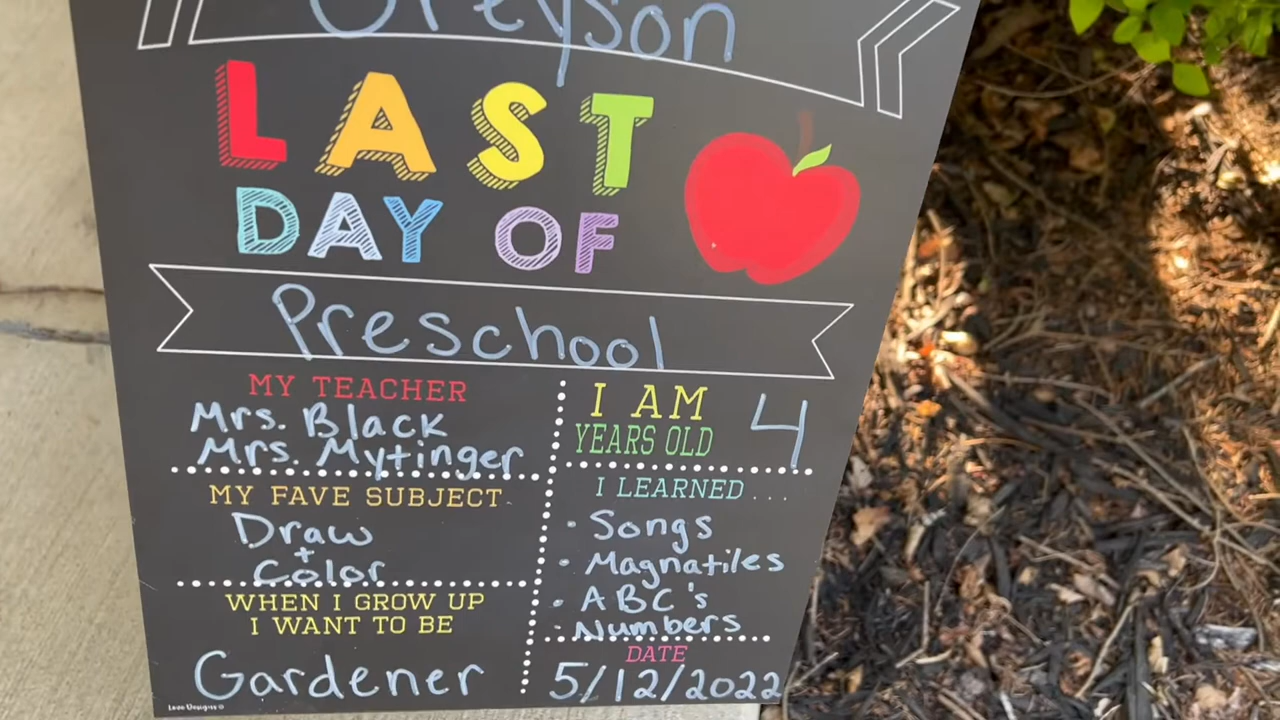 Greyson
LAST
DAY OF
Preschool
MY TEACHER
Mrs. Black
Mrs. Mytinger
I AM
YEARS OLD
4
MY FAVE SUBJECT
Draw
+
Color
I LEARNED...
• Songs
• Magnatiles
• ABC's
• Numbers
WHEN I GROW UP
I WANT TO BE
Gardener
DATE
5/12/2022